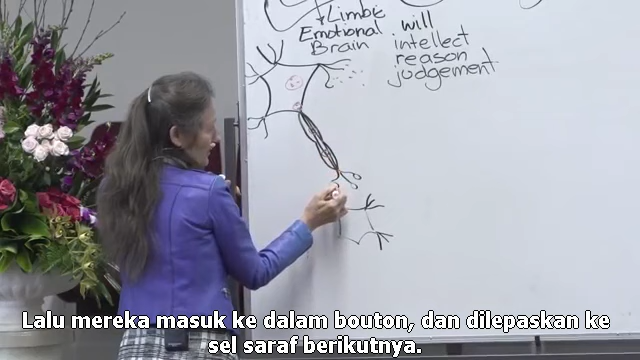 Limbic
Emotional
Brain
will
intellect
reason
judgement
Lalu mereka masuk ke dalam bouton, dan dilepaskan ke
sel saraf berikutnya.